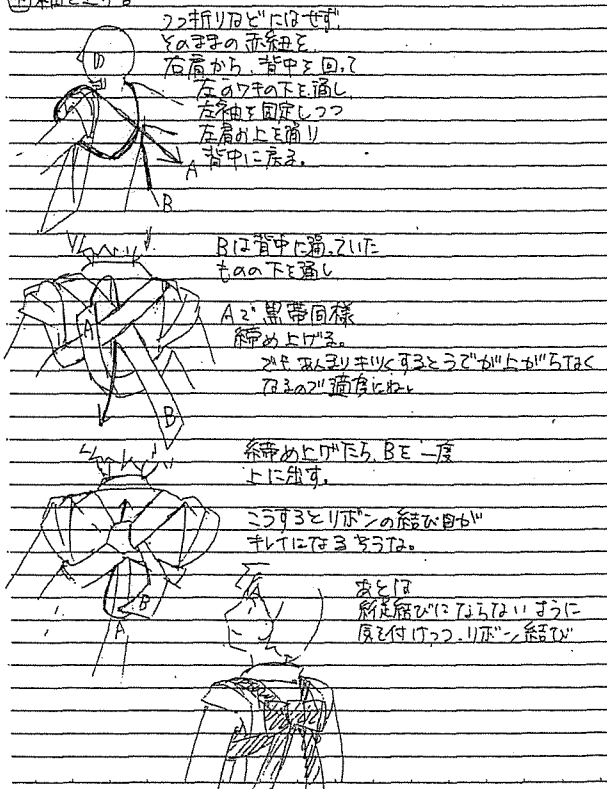 袖を上げる
2つ折りなどにはせず、
そのままの赤紐を
右肩から、背中を回って
左のワキの下を通し、
左袖を固定しつつ
左肩の上を通り
背中に戻る。
A
B
Bは背中に通っていた
ものの下を通し
Aで黒帯同様
締め上げる。
でもあんまりキツくするとうでが上がらなく
なるので適度にね。
A
B
締め上げたら、Bを一度
上に出す。
こうするとリボンの結び目が
キレイになるそうな。
B
A
あとは
縦結びにならないように
気を付けつつ、リボン結び